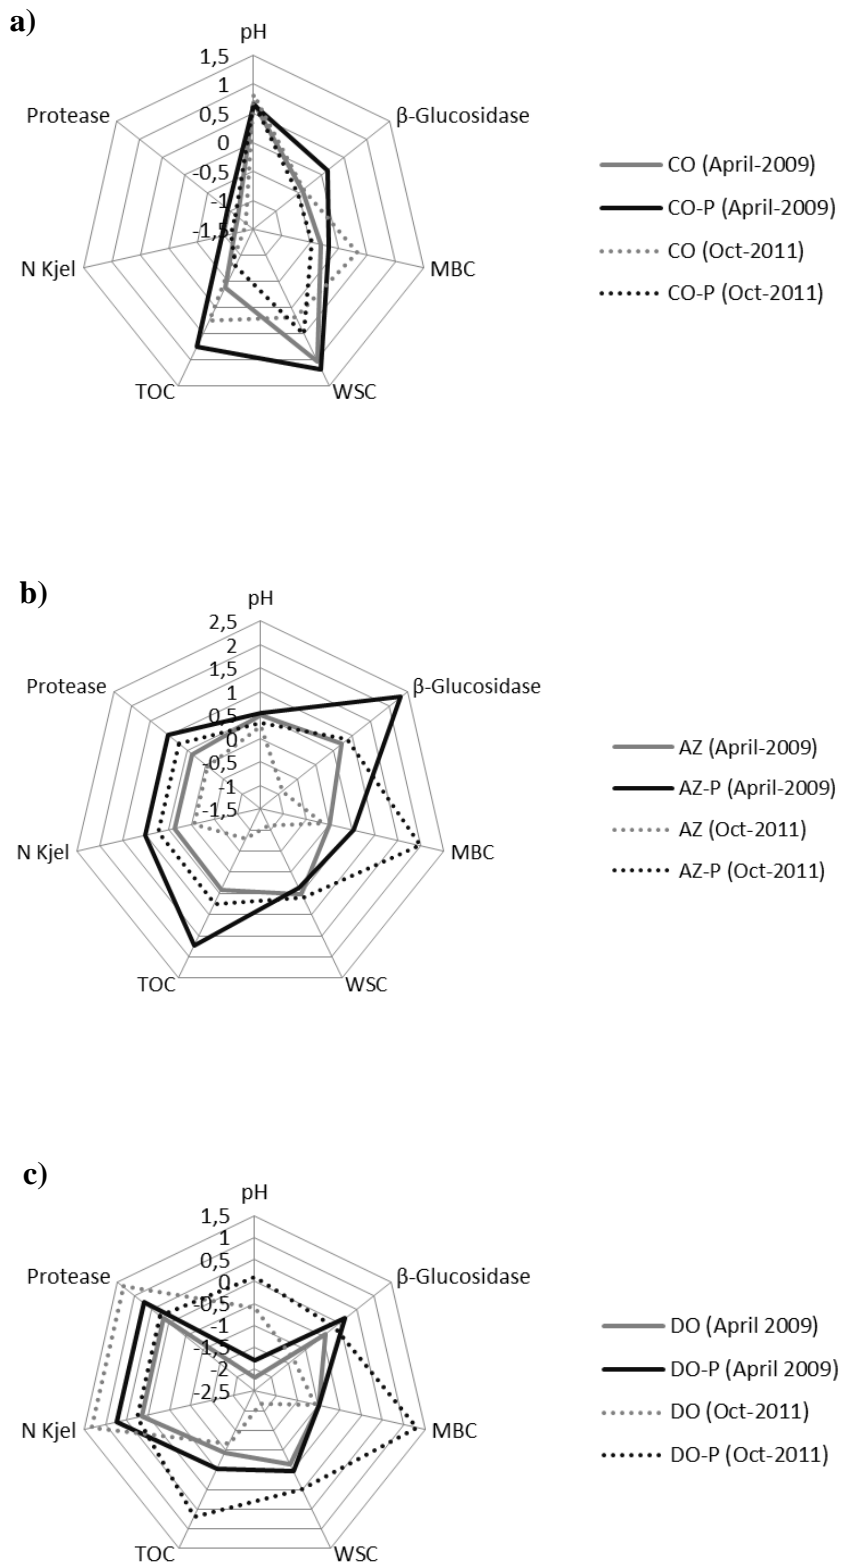 a)
pH
1,5
1
0,5
0
-0,5
-1
-1,5
Protease
β-Glucosidase
N Kjel
MBC
TOC
WSC
CO (April-2009)
CO-P (April-2009)
CO (Oct-2011)
CO-P (Oct-2011)
b)
pH
2,5
2
1,5
1
0,5
0
-0,5
-1
-1,5
Protease
β-Glucosidase
N Kjel
MBC
TOC
WSC
AZ (April-2009)
AZ-P (April-2009)
AZ (Oct-2011)
AZ-P (Oct-2011)
c)
pH
1,5
1
0,5
0
-0,5
-1
-1,5
-2
-2,5
Protease
β-Glucosidase
N Kjel
MBC
TOC
WSC
DO (April 2009)
DO-P (April 2009)
DO (Oct-2011)
DO-P (Oct-2011)